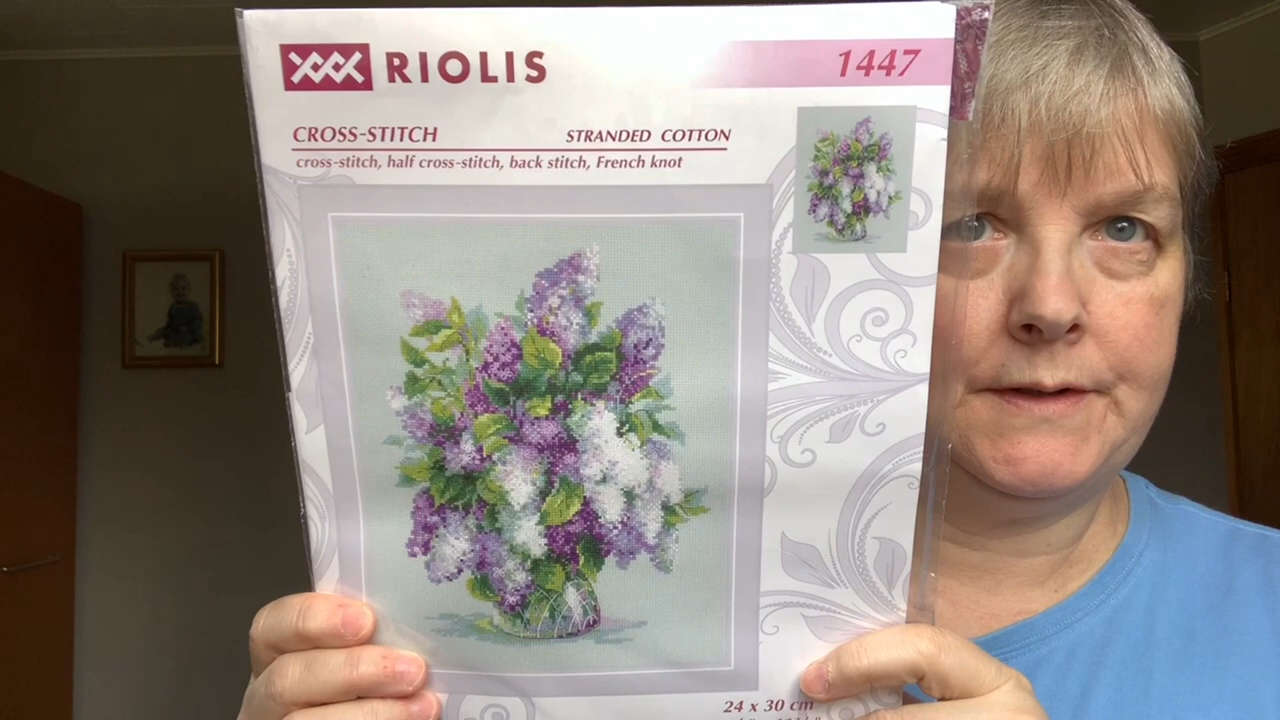 RIOLIS
1447
CROSS-STITCH STRANDED COTTON
cross-stitch, half cross-stitch, back stitch, French knot
24 x 30 cm